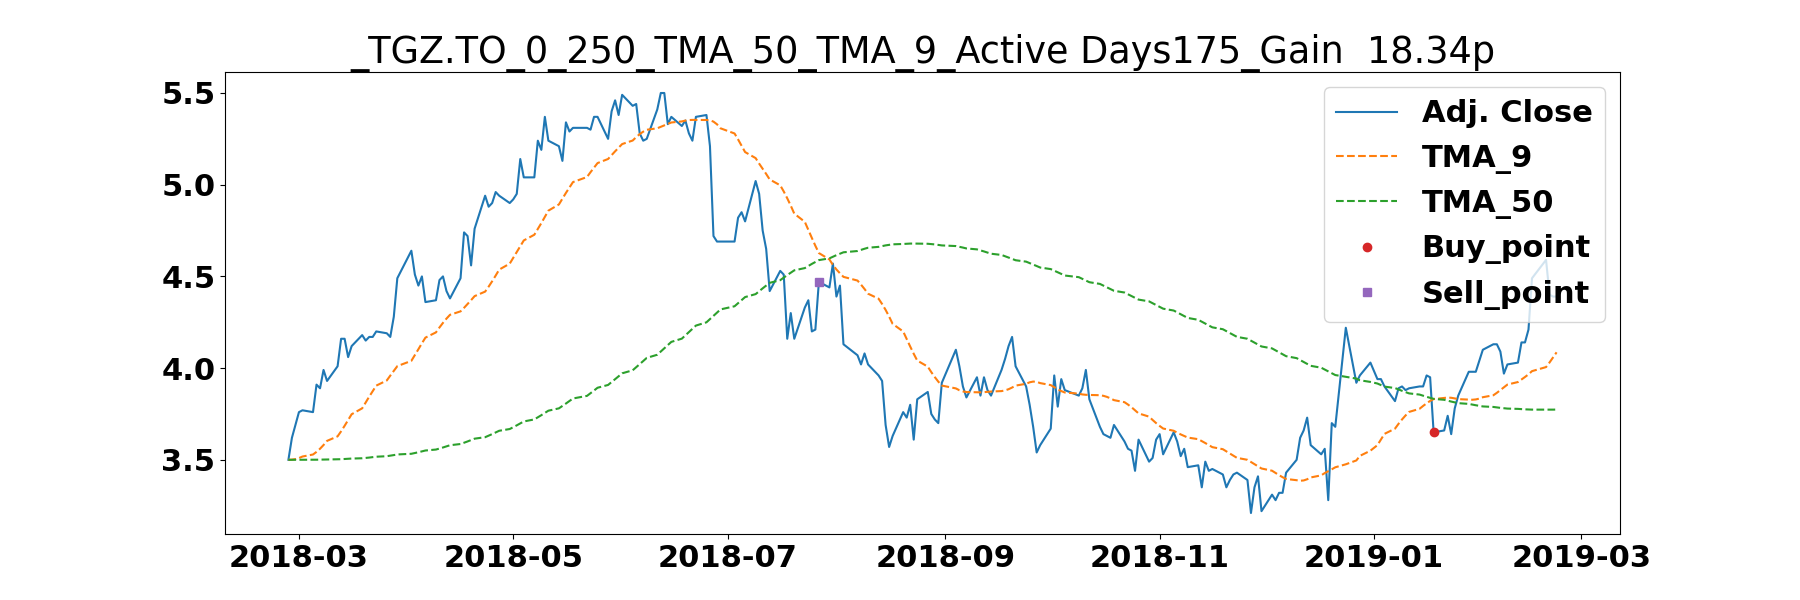 _TGZ.TO_0_250_TMA_50_TMA_9_Active Days175_Gain  18.34p
5.5
5.0
4.5
4.0
3.5
Adj. Close
TMA_9
TMA_50
Buy_point
Sell_point
2018-03 2018-05 2018-07 2018-09 2018-11 2019-01 2019-03